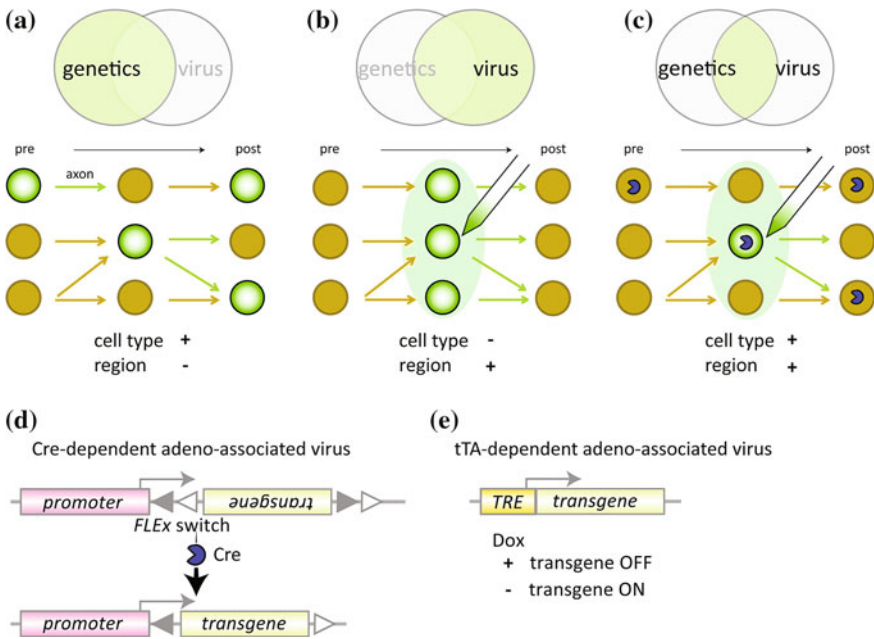 (a)
genetics virus
pre post
axon
cell type +
region -
(b)
genetics virus
pre post
cell type -
region +
(c)
genetics virus
pre post
cell type +
region +
(d)
Cre-dependent adeno-associated virus
promoter transgene
FLEx switch
Cre
promoter transgene
(e)
tTA-dependent adeno-associated virus
TRE transgene
Dox
+ transgene OFF
- transgene ON